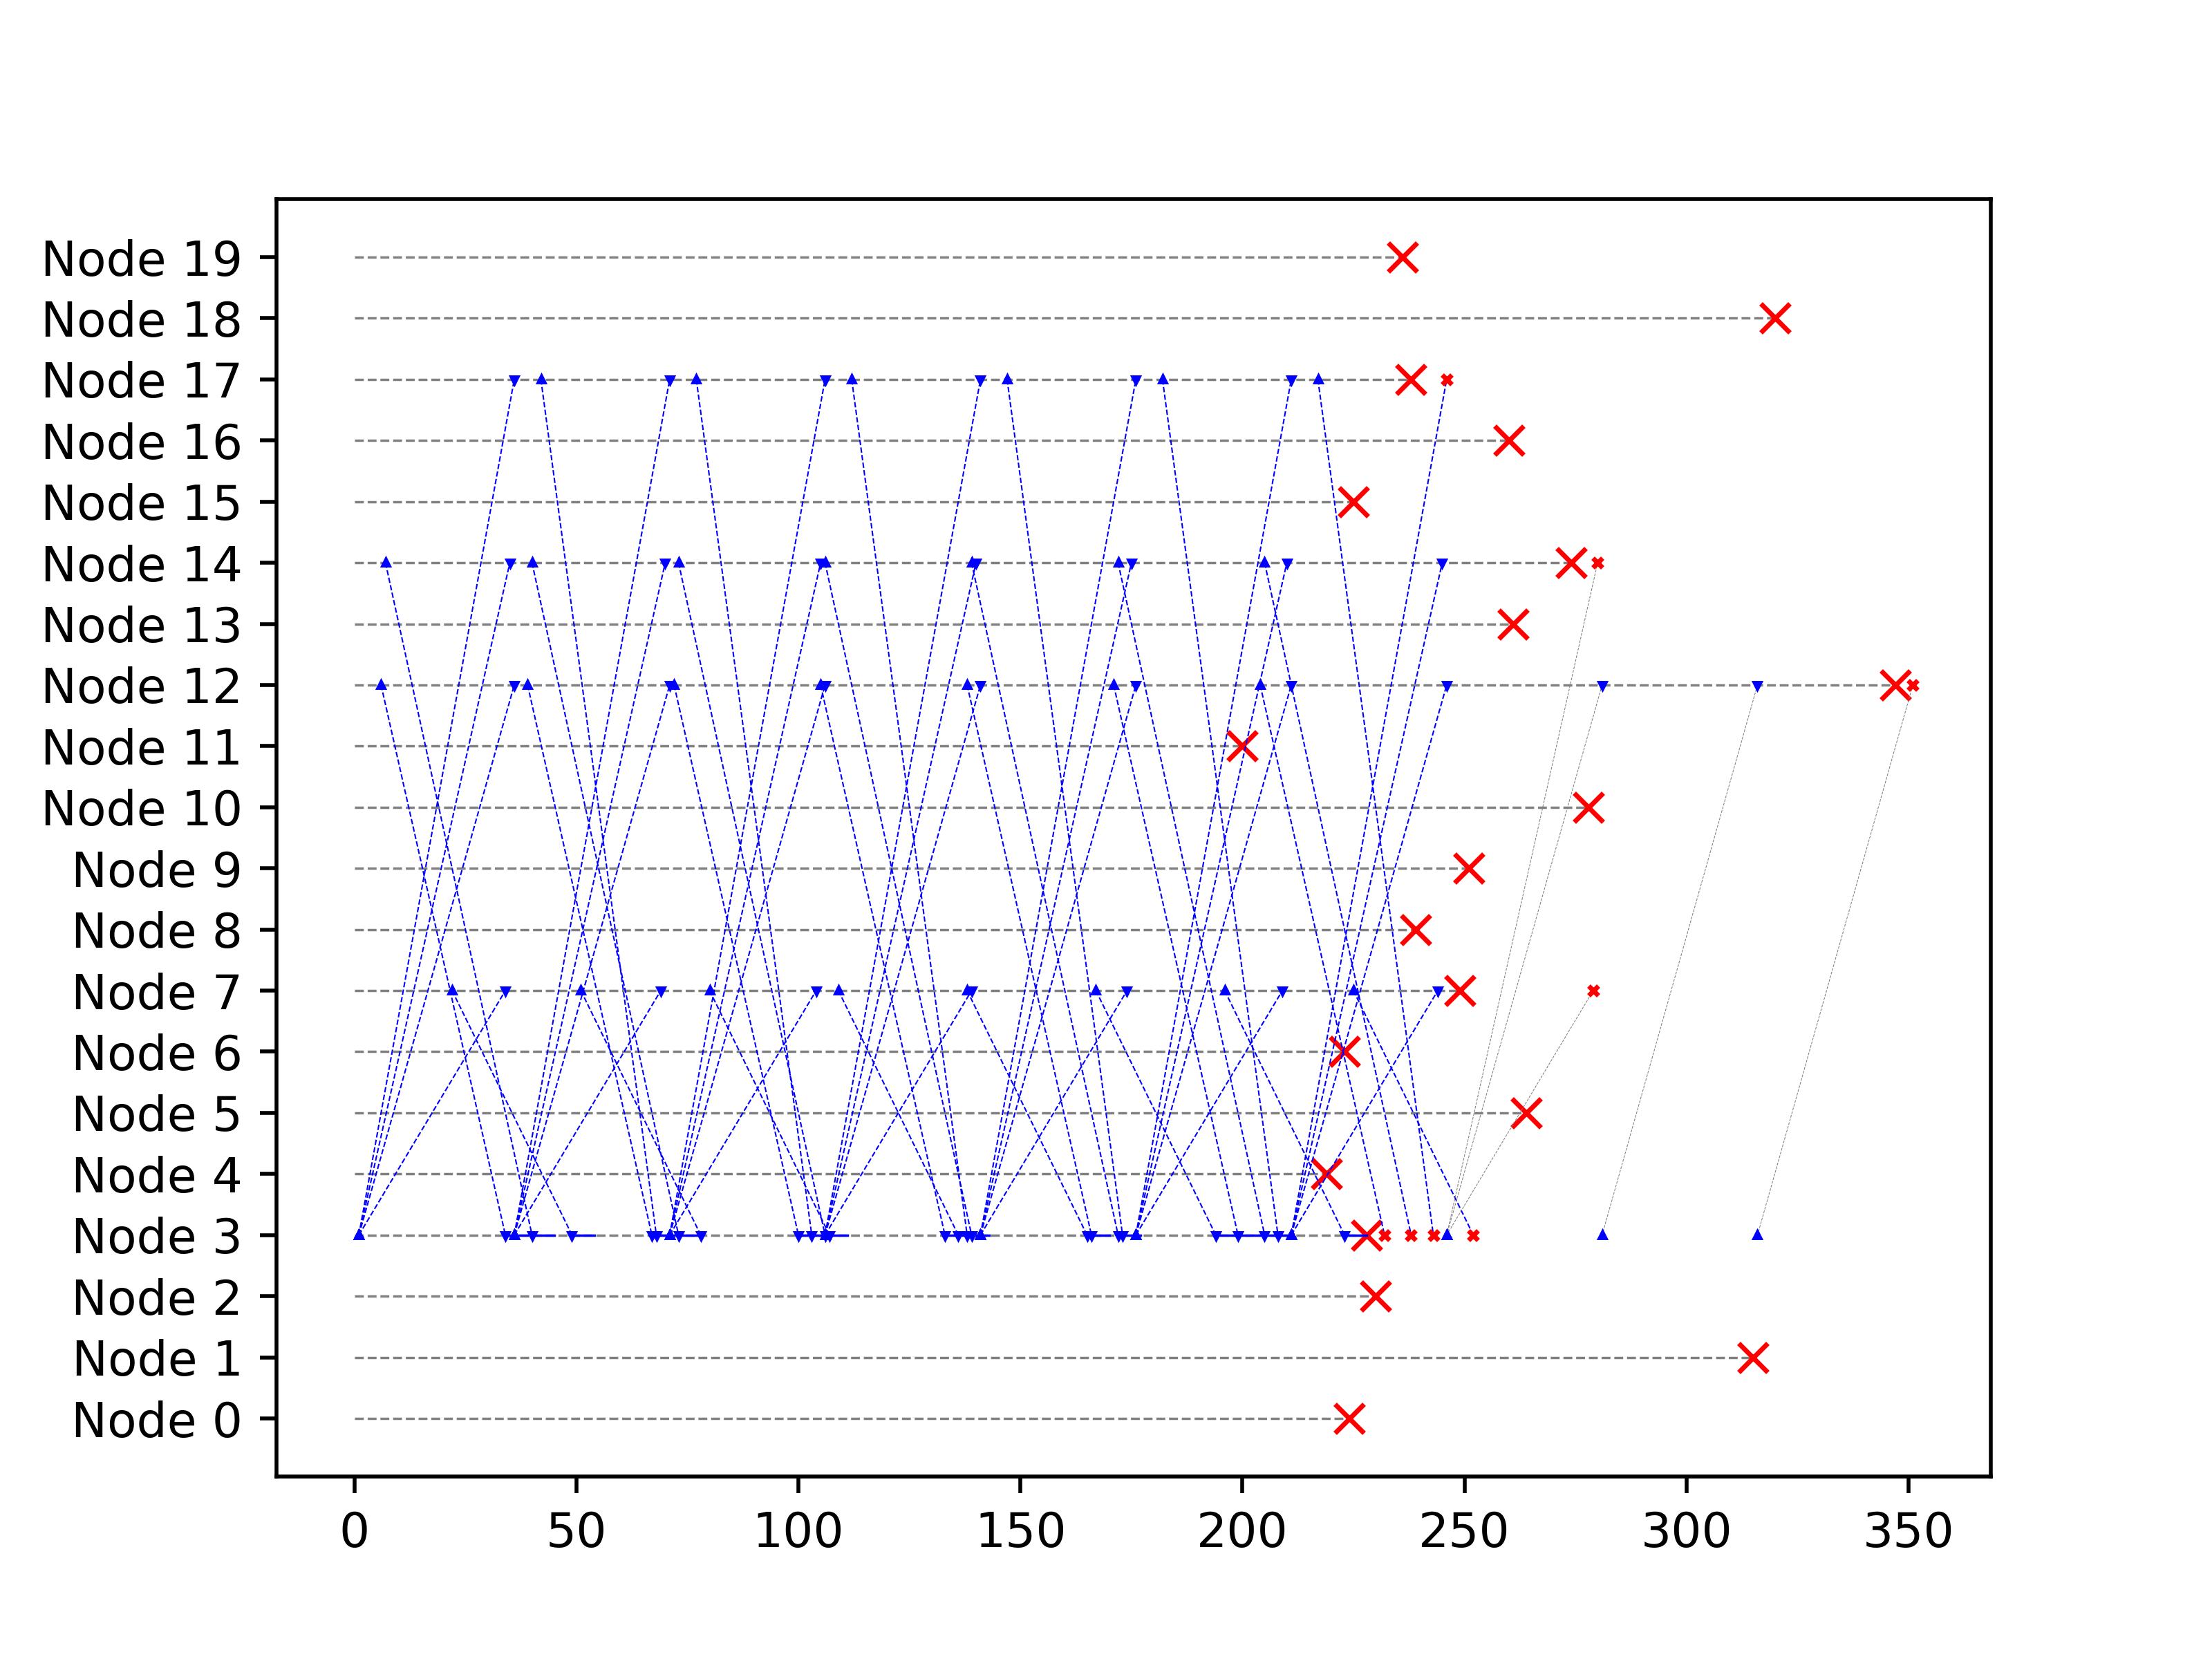 Node 19
Node 18
Node 17
Node 16
Node 15
Node 14
Node 13
Node 12
Node 11
Node 10
Node 9
Node 8
Node 7
Node 6
Node 5
Node 4
Node 3
Node 2
Node 1
Node 0
0 50 100 150 200 250 300 350